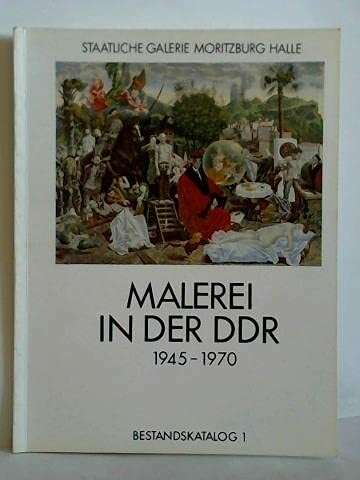 STAATLICHE GALERIE MORITZBURG HALLE
MALEREI
IN DER DDR
1945-1970
BESTANDSKATALOG 1